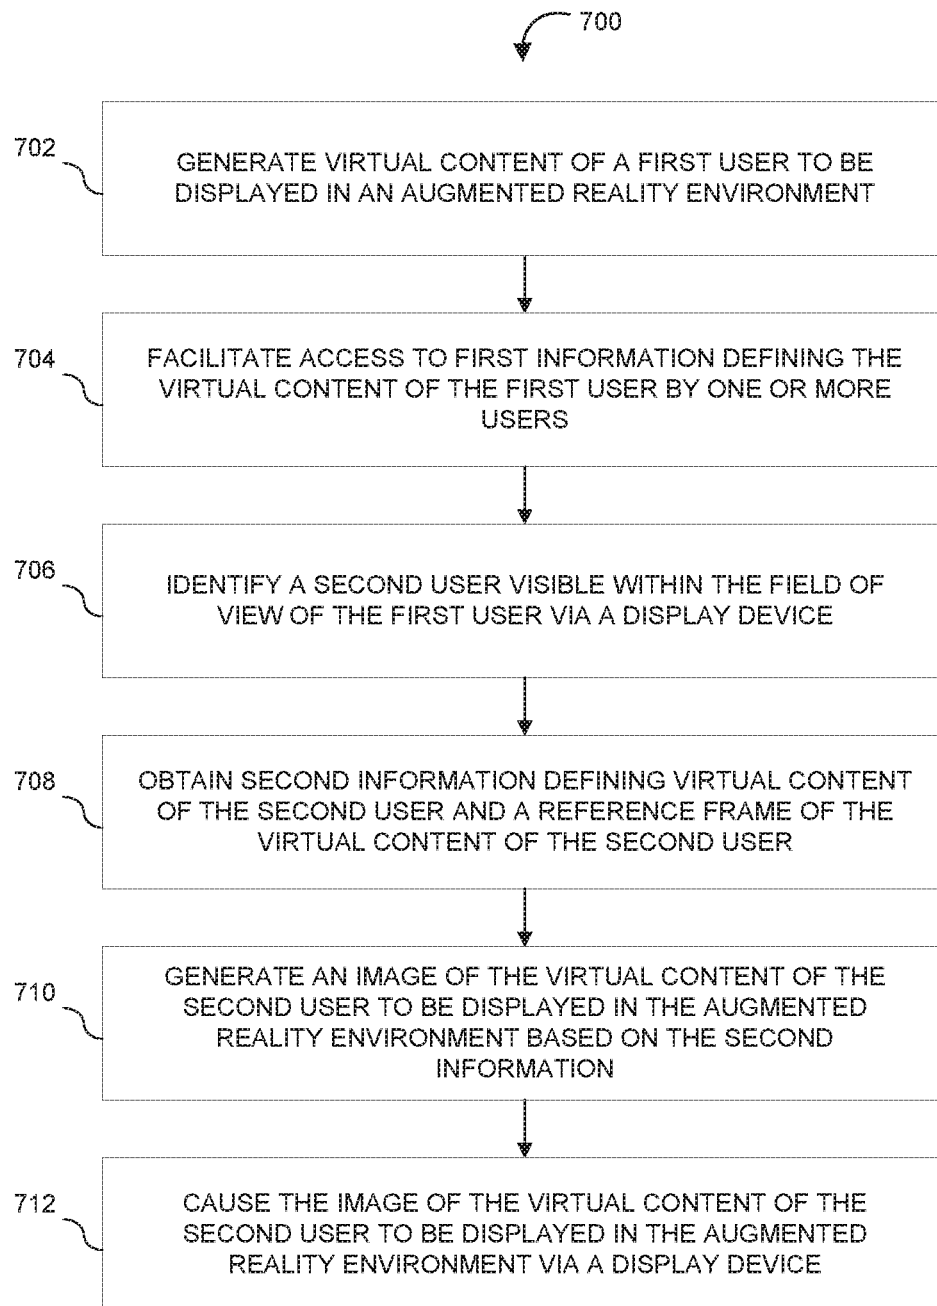 700
702
GENERATE VIRTUAL CONTENT OF A FIRST USER TO BE
DISPLAYED IN AN AUGMENTED REALITY ENVIRONMENT
704
FACILITATE ACCESS TO FIRST INFORMATION DEFINING THE
VIRTUAL CONTENT OF THE FIRST USER BY ONE OR MORE
USERS
706
IDENTIFY A SECOND USER VISIBLE WITHIN THE FIELD OF
VIEW OF THE FIRST USER VIA A DISPLAY DEVICE
708
OBTAIN SECOND INFORMATION DEFINING VIRTUAL CONTENT
OF THE SECOND USER AND A REFERENCE FRAME OF THE
VIRTUAL CONTENT OF THE SECOND USER
710
GENERATE AN IMAGE OF THE VIRTUAL CONTENT OF THE
SECOND USER TO BE DISPLAYED IN THE AUGMENTED
REALITY ENVIRONMENT BASED ON THE SECOND
INFORMATION
712
CAUSE THE IMAGE OF THE VIRTUAL CONTENT OF THE
SECOND USER TO BE DISPLAYED IN THE AUGMENTED
REALITY ENVIRONMENT VIA A DISPLAY DEVICE